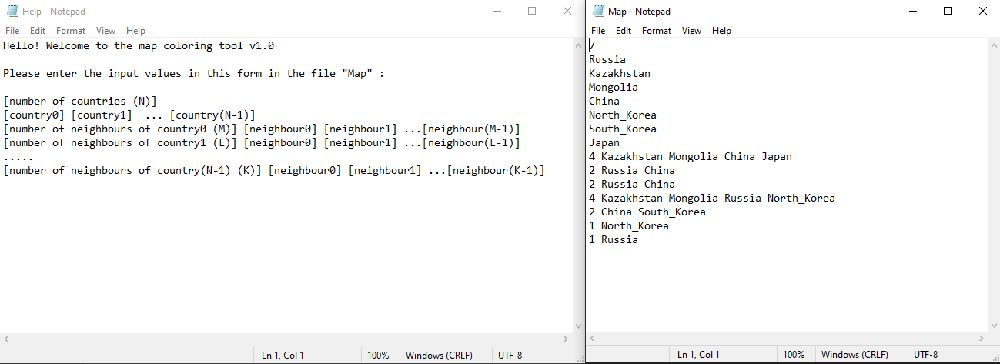 Help - Notepad
File Edit Format View Help
Hello! Welcome to the map coloring tool v1.0
Please enter the input values in this form in the file "Map" :
[number of countries (N)]
[country0] [country1]  ... [country(N-1)]
[number of neighbours of country0 (M)] [neighbour0] [neighbour1] ...[neighbour(M-1)]
[number of neighbours of country1 (L)] [neighbour0] [neighbour1] ...[neighbour(L-1)]
.....
[number of neighbours of country(N-1) (K)] [neighbour0] [neighbour1] ...[neighbour(K-1)]
Ln 1, Col 1 100% Windows (CRLF) UTF-8
Map - Notepad
File Edit Format View Help
7
Russia
Kazakhstan
Mongolia
China
North_Korea
South_Korea
Japan
4 Kazakhstan Mongolia China Japan
2 Russia China
2 Russia China
4 Kazakhstan Mongolia Russia North_Korea
2 China South_Korea
1 North_Korea
1 Russia
Ln 1, Col 1 100% Windows (CRLF) UTF-8